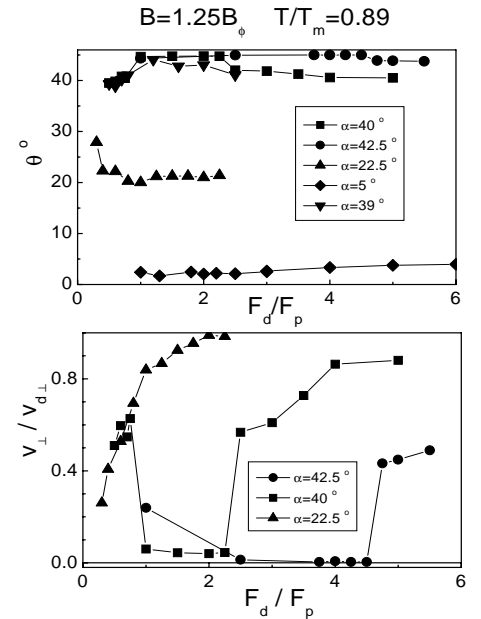 B=1.25B_ϕ T/T_m=0.89
θ °
40
20
0
α=40 °
α=42.5 °
α=22.5 °
α=5 °
α=39 °
0 2 4 6
F_d/F_p
v_⊥ / v_d⊥
0.8
0.4
0.0
α=42.5 °
α=40 °
α=22.5 °
0 2 4 6
F_d / F_p